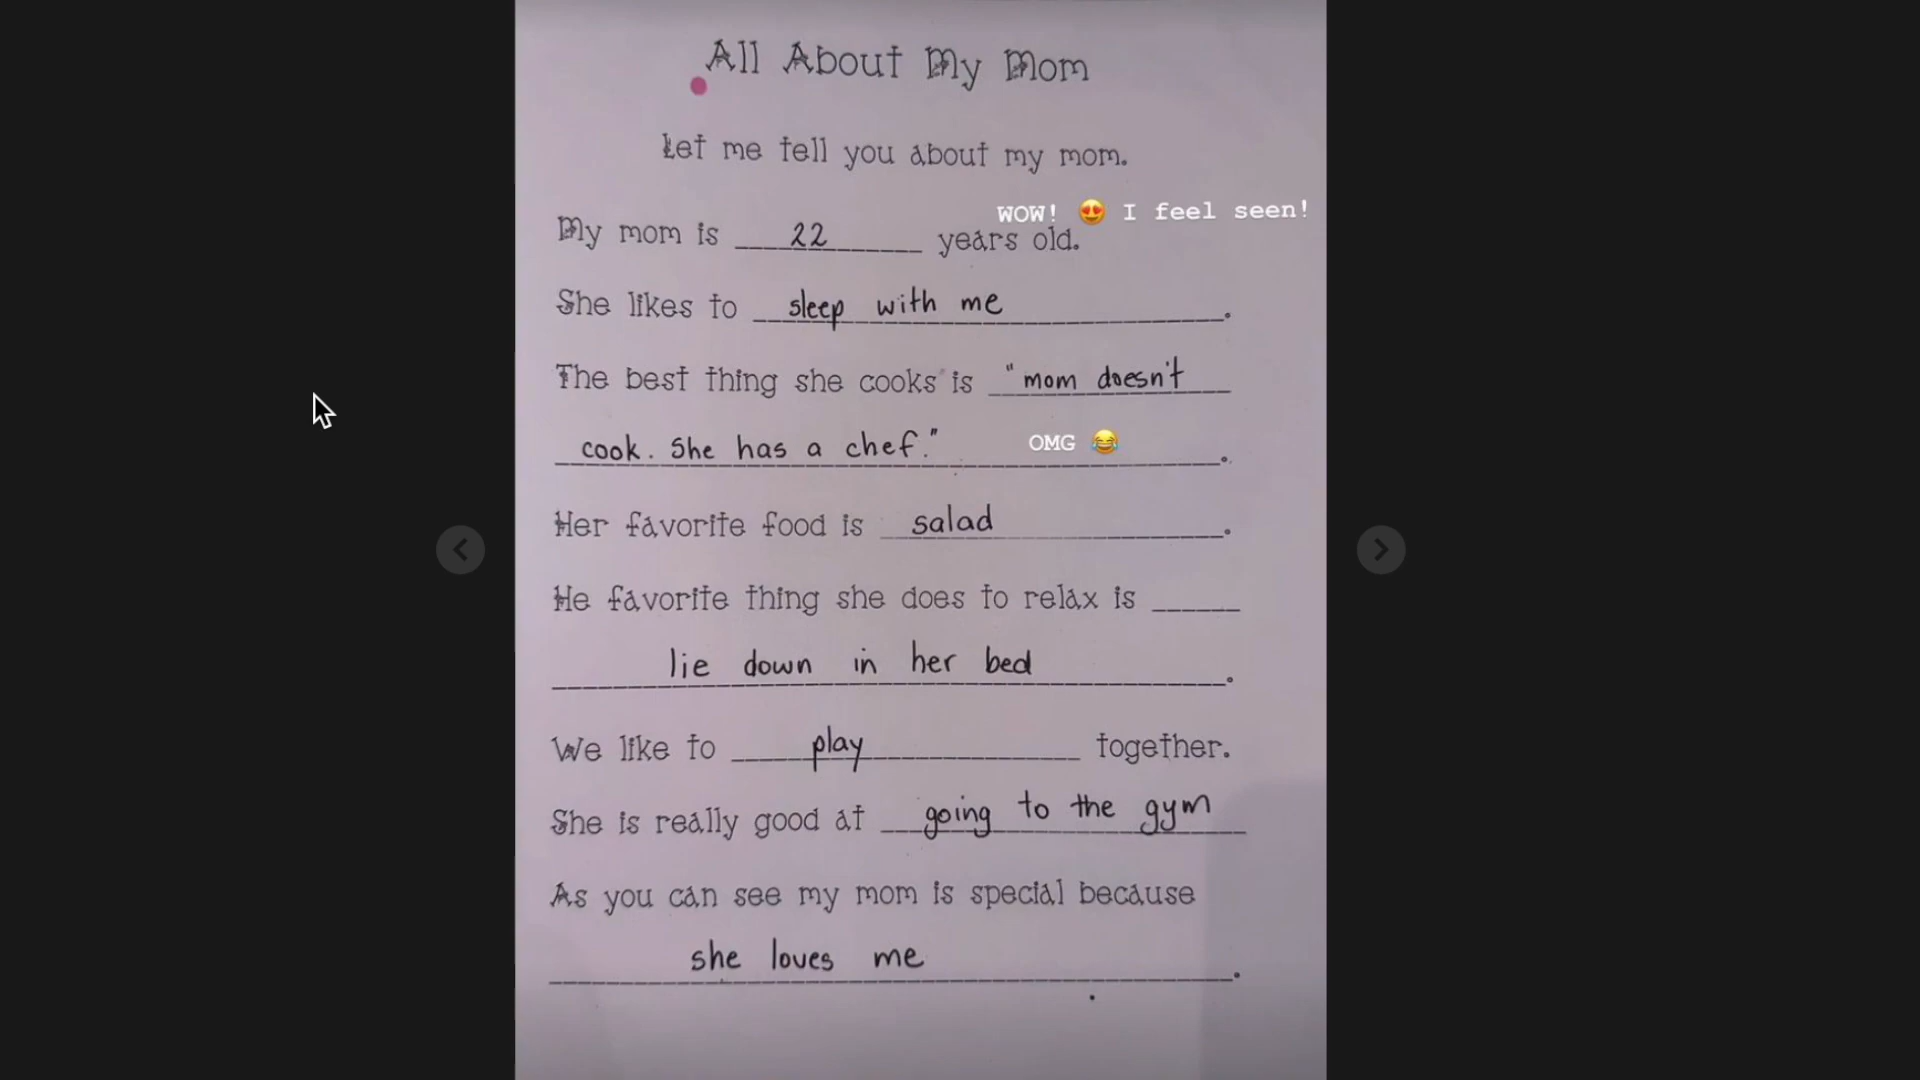 All About My Mom
Let me tell you about my mom.
WOW! 😍 I feel seen!
My mom is 22 years old.
She likes to sleep with me.
The best thing she cooks is "mom doesn't
cook. She has a chef.".
OMG 😂
Her favorite food is salad.
He favorite thing she does to relax is
lie down in her bed.
We like to play together.
She is really good at going to the gym
As you can see my mom is special because
she loves me.